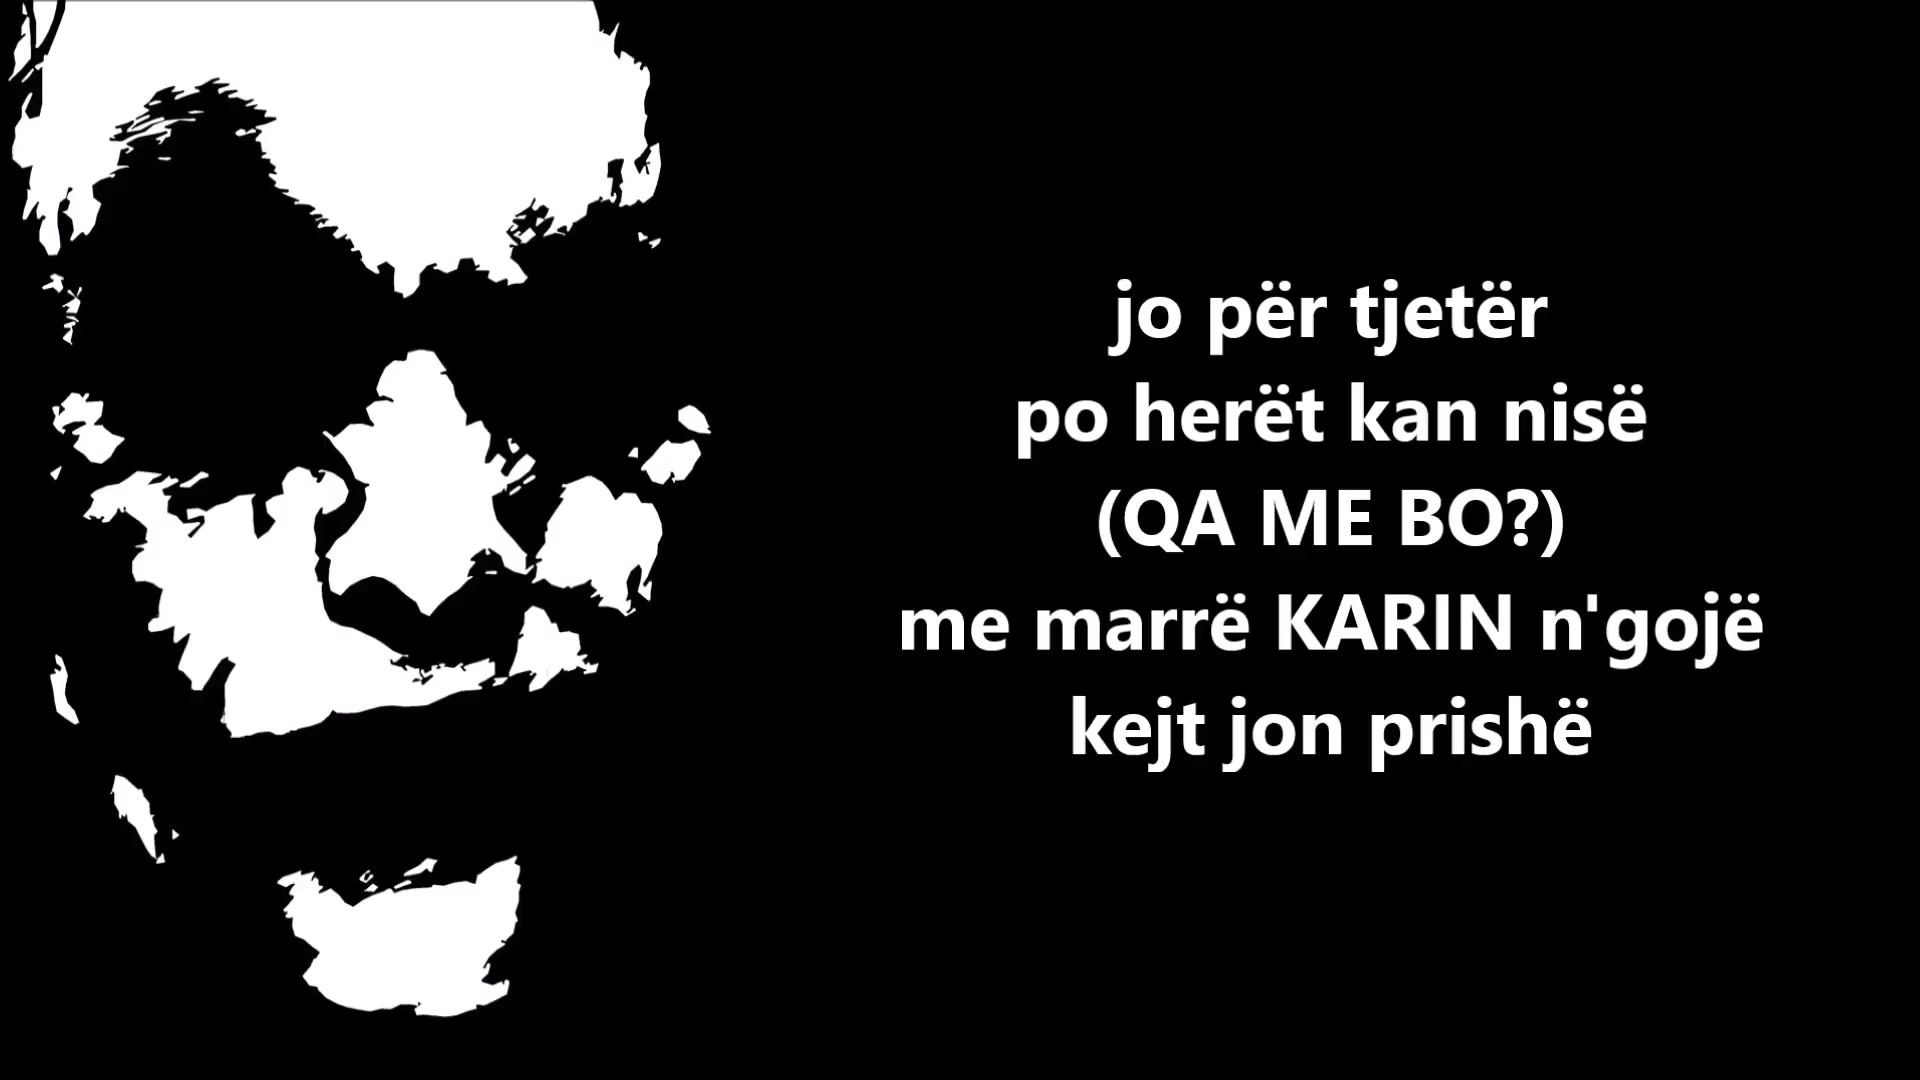 jo për tjetër
po herët kan nisë
(QA ME BO?)
me marrë KARIN n'gojë
kejt jon prishë